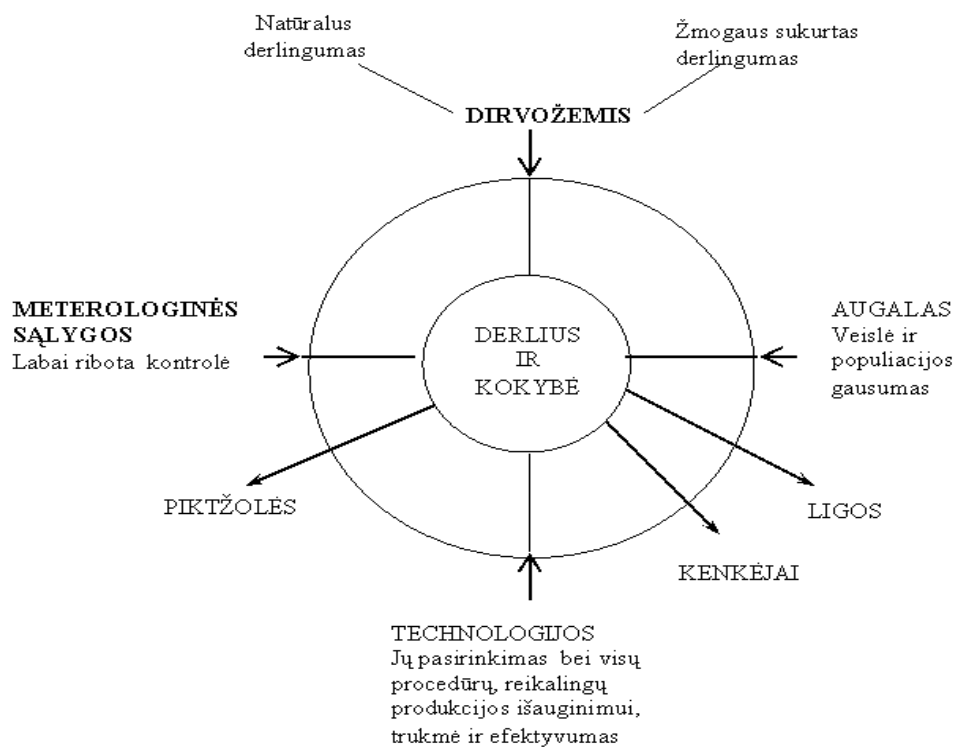 Natūralus
derlingumas
Žmogaus sukurtas
derlingumas
DIRVOŽEMIS
METEROLOGINĖS
SĄLYGOS
Labai ribota kontrolė
DERLIUS
IR
KOKYBĖ
AUGALAS
Veislė ir
populiacijos
gausumas
PIKTŽOLĖS
LIGOS
KENKĖJAI
TECHNOLOGIJOS
Jų pasirinkimas bei visų
procedūrų, reikalingų
produkcijos išauginimui,
trukmė ir efektyvumas